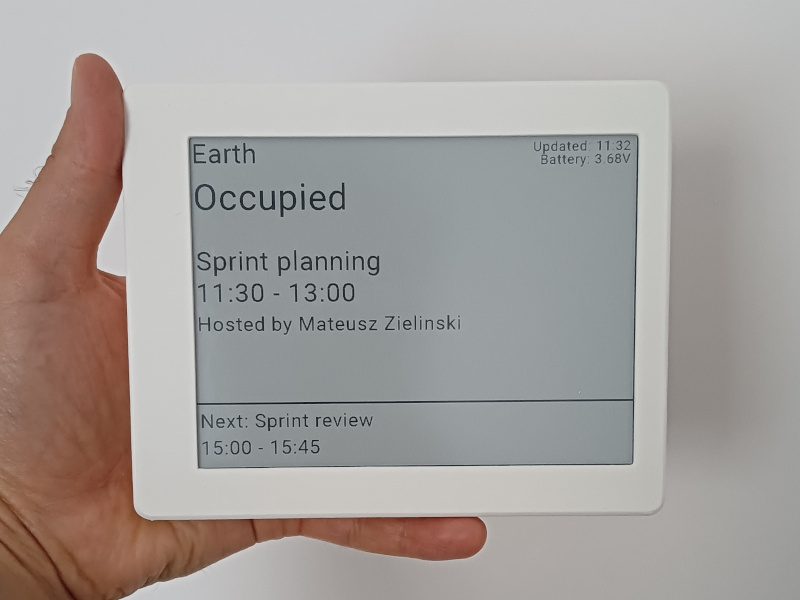 Earth
Updated: 11:32
Battery: 3.68V
Occupied
Sprint planning
11:30 - 13:00
Hosted by Mateusz Zielinski
Next: Sprint review
15:00 - 15:45